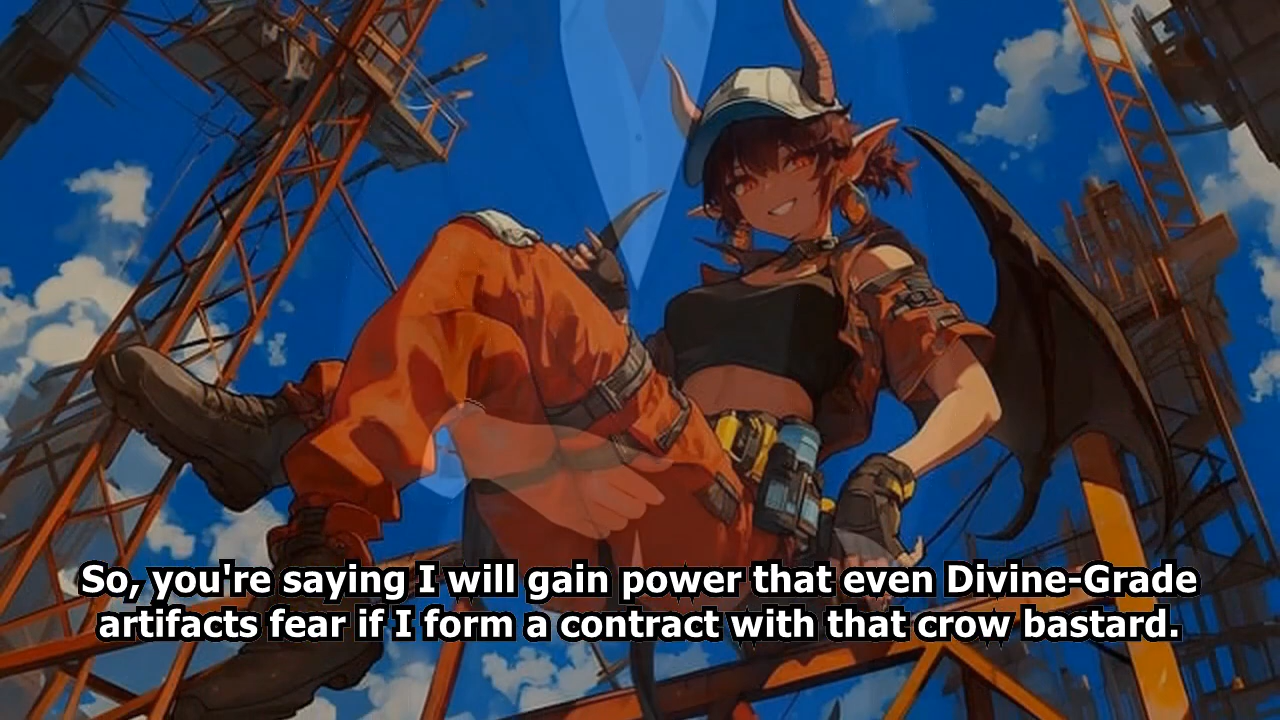 So, you're saying I will gain power that even Divine-Grade
artifacts fear if I form a contract with that crow bastard.